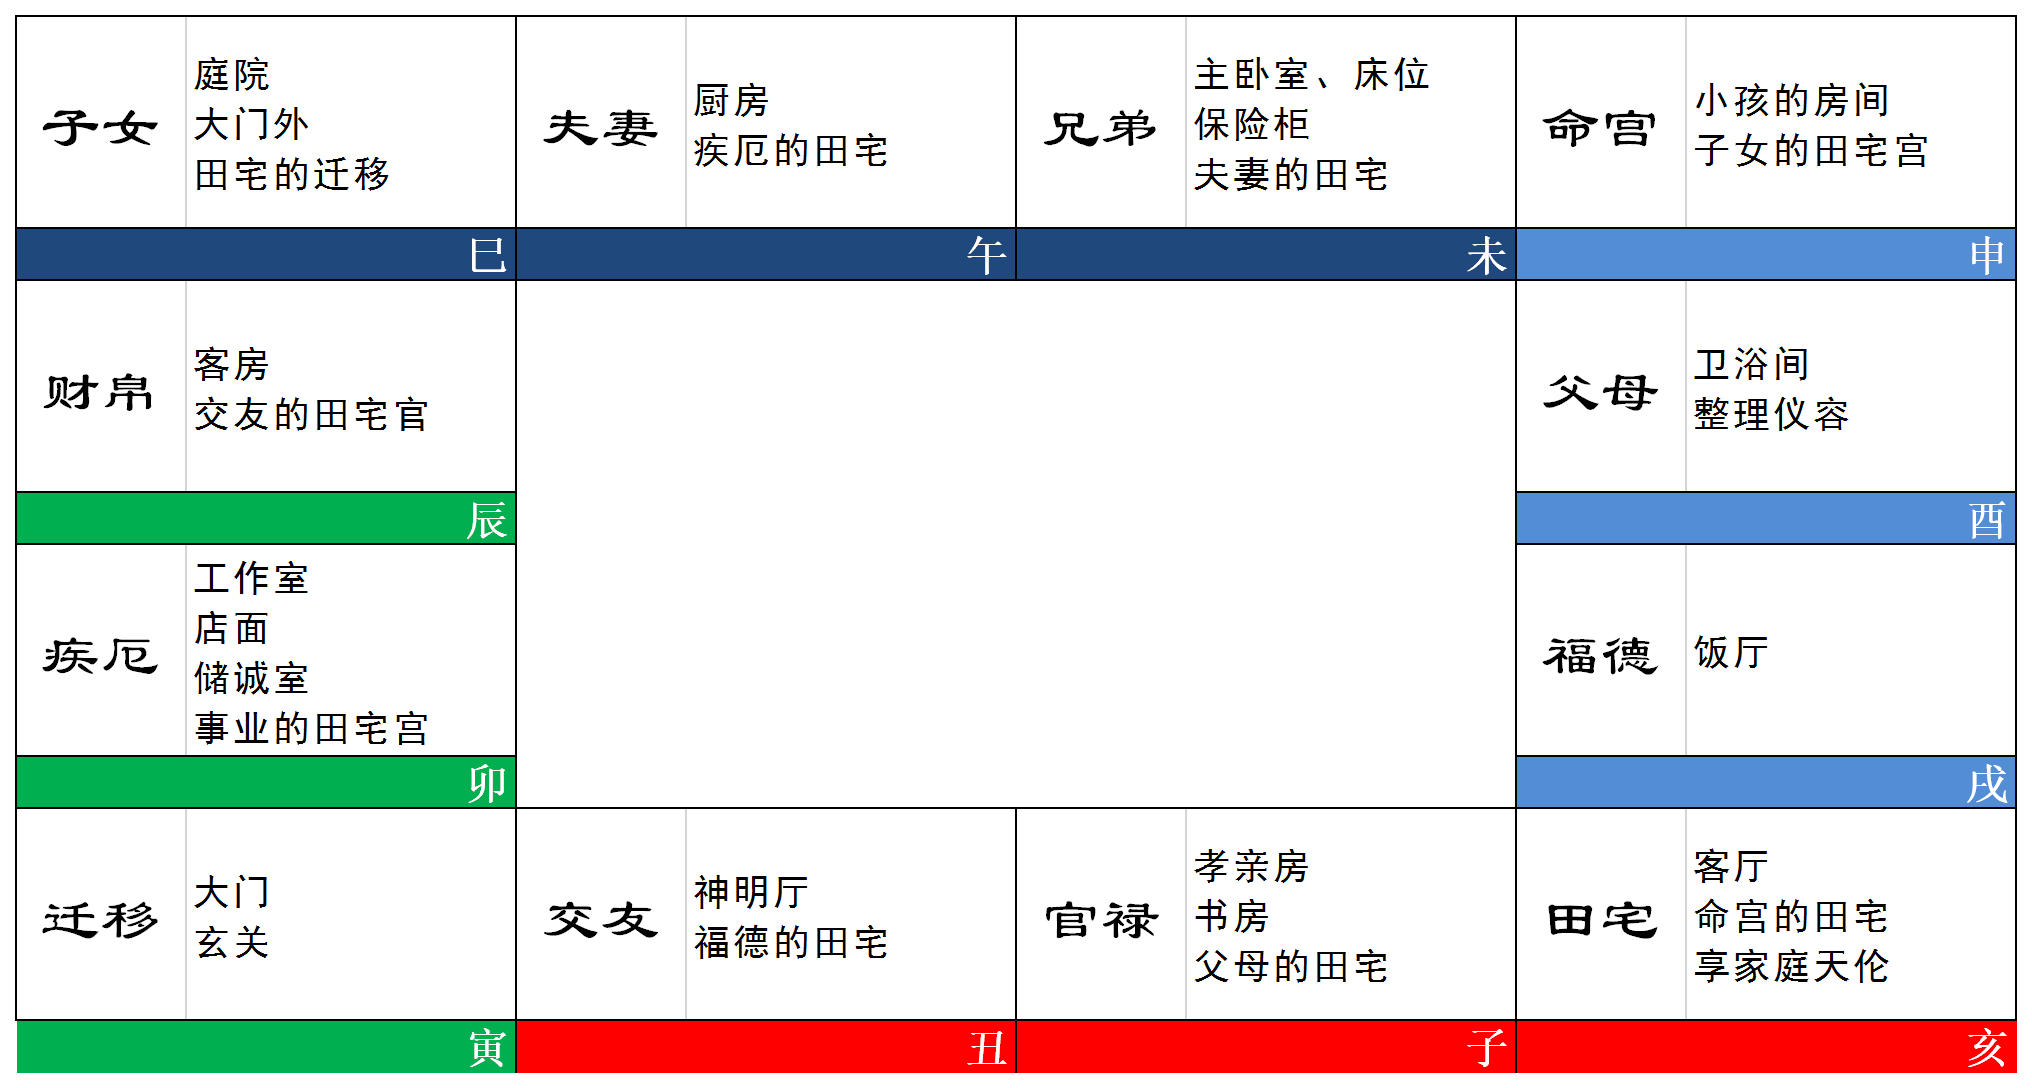 子女
庭院
大门外
田宅的迁移
巳
夫妻
厨房
疾厄的田宅
午
兄弟
主卧室、床位
保险柜
夫妻的田宅
未
命宫
小孩的房间
子女的田宅宫
申
财帛
客房
交友的田宅官
辰
父母
卫浴间
整理仪容
酉
疾厄
工作室
店面
储诚室
事业的田宅宫
卯
福德
饭厅
戌
迁移
大门
玄关
寅
交友
神明厅
福德的田宅
丑
官禄
孝亲房
书房
父母的田宅
子
田宅
客厅
命宫的田宅
享家庭天伦
亥